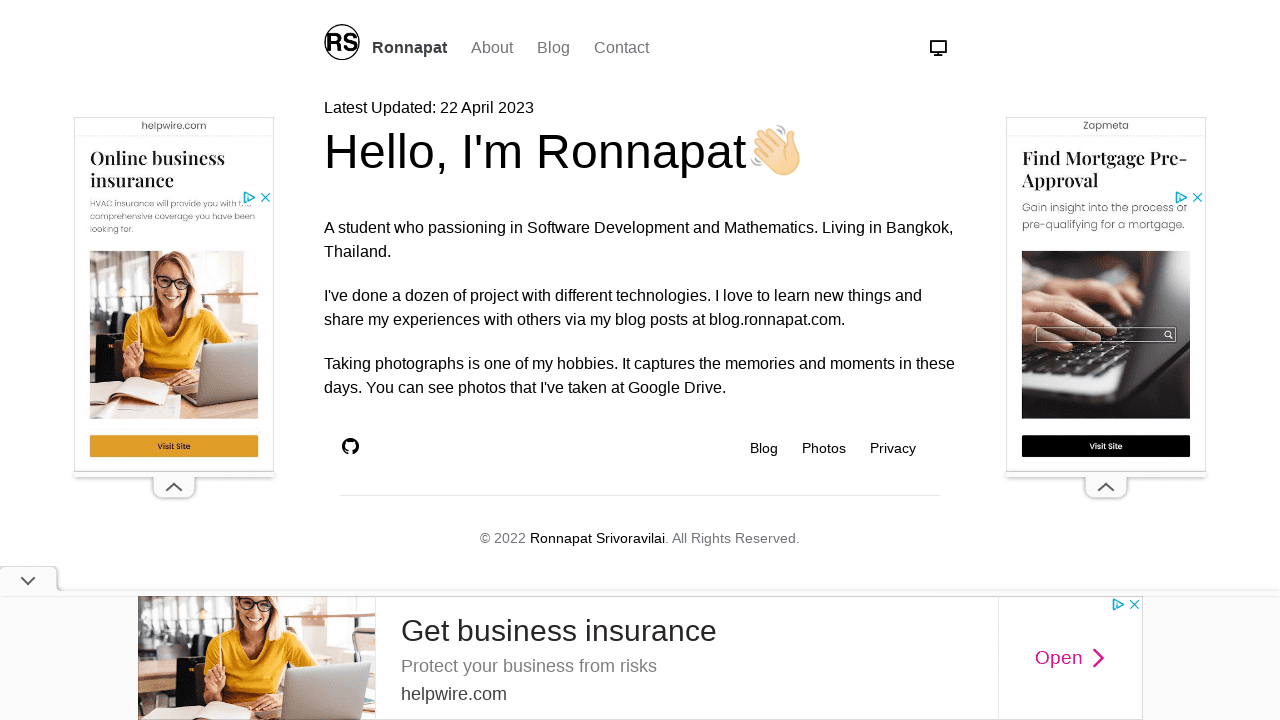 RS Ronnapat About Blog Contact
Latest Updated: 22 April 2023
Hello, I'm Ronnapat👋🏻
A student who passioning in Software Development and Mathematics. Living in Bangkok,
Thailand.
I've done a dozen of project with different technologies. I love to learn new things and
share my experiences with others via my blog posts at blog.ronnapat.com.
Taking photographs is one of my hobbies. It captures the memories and moments in these
days. You can see photos that I've taken at Google Drive.
Blog Photos Privacy
© 2022 Ronnapat Srivoravilai. All Rights Reserved.
helpwire.com
Online business
insurance
HVAC insurance will provide you with the
comprehensive coverage you have been
looking for.
Visit Site
Zapmeta
Find Mortgage Pre-
Approval
Gain insight into the process of
pre-qualifying for a mortgage.
Visit Site
Get business insurance
Protect your business from risks
helpwire.com
Open